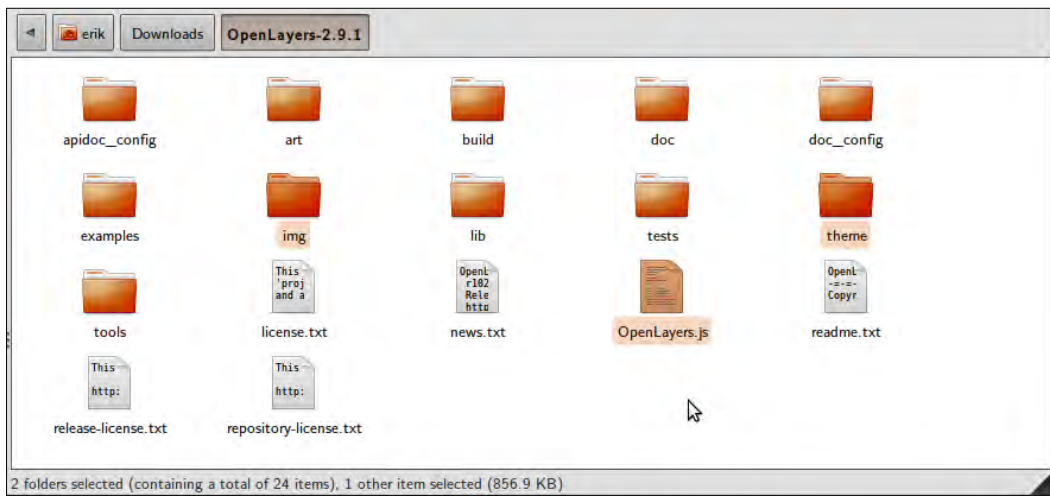 erik Downloads OpenLayers-2.9.1
apidoc_config art build doc doc_config
examples img lib tests theme
This 'proj and a
OpenL r102 Rele http
OpenL -=-=- Copyr
tools license.txt news.txt OpenLayers.js readme.txt
This http:
This http:
release-license.txt repository-license.txt
2 folders selected (containing a total of 24 items), 1 other item selected (856.9 KB)